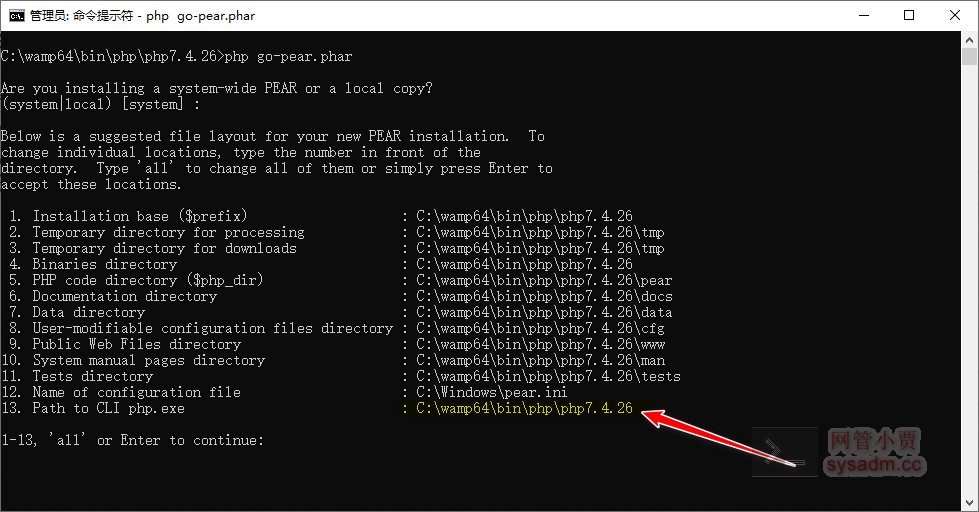 管理员: 命令提示符 - php  go-pear.phar
C:\wamp64\bin\php\php7.4.26>php go-pear.phar
Are you installing a system-wide PEAR or a local copy?
(system|local) [system] :
Below is a suggested file layout for your new PEAR installation.  To
change individual locations, type the number in front of the
directory.  Type 'all' to change all of them or simply press Enter to
accept these locations.
1. Installation base ($prefix)                   : C:\wamp64\bin\php\php7.4.26
2. Temporary directory for processing            : C:\wamp64\bin\php\php7.4.26\tmp
3. Temporary directory for downloads             : C:\wamp64\bin\php\php7.4.26\tmp
4. Binaries directory                            : C:\wamp64\bin\php\php7.4.26
5. PHP code directory ($php_dir)                 : C:\wamp64\bin\php\php7.4.26\pear
6. Documentation directory                       : C:\wamp64\bin\php\php7.4.26\docs
7. Data directory                                : C:\wamp64\bin\php\php7.4.26\data
8. User-modifiable configuration files directory : C:\wamp64\bin\php\php7.4.26\cfg
9. Public Web Files directory                    : C:\wamp64\bin\php\php7.4.26\www
10. System manual pages directory                 : C:\wamp64\bin\php\php7.4.26\man
11. Tests directory                               : C:\wamp64\bin\php\php7.4.26\tests
12. Name of configuration file                    : C:\Windows\pear.ini
13. Path to CLI php.exe                           : C:\wamp64\bin\php\php7.4.26
1-13, 'all' or Enter to continue:
网管小贾
sysadm.cc